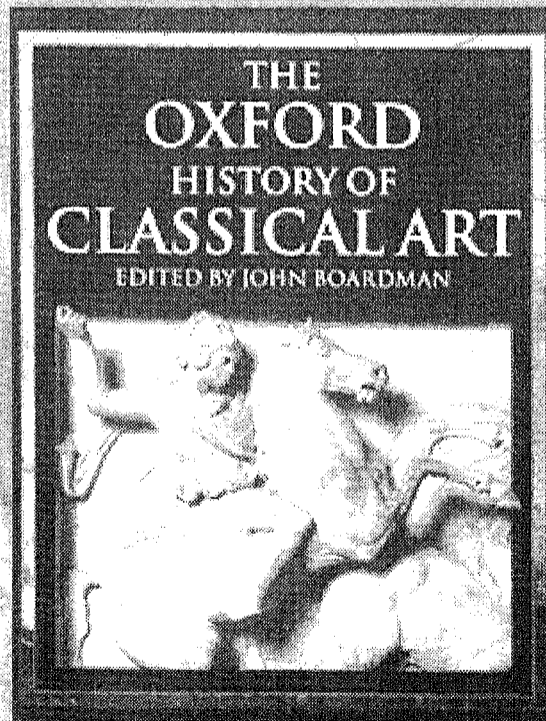 THE
OXFORD
HISTORY OF
CLASSICAL ART
EDITED BY JOHN BOARDMAN